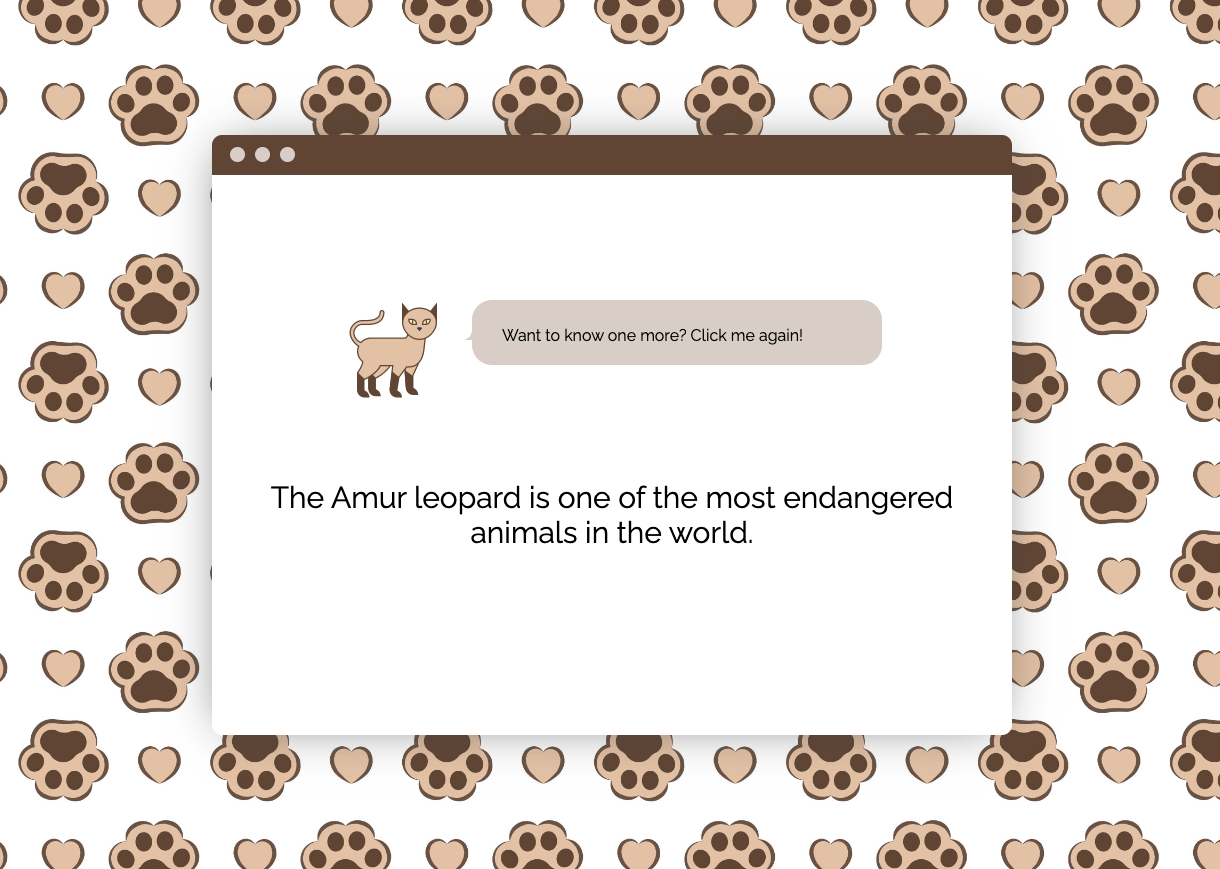 Want to know one more? Click me again!
The Amur leopard is one of the most endangered
animals in the world.